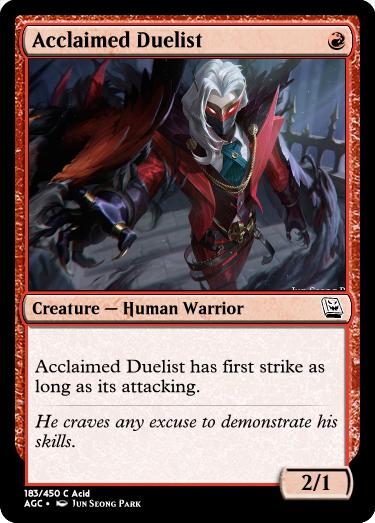 Acclaimed Duelist
Creature — Human Warrior
Acclaimed Duelist has first strike as
long as its attacking.
He craves any excuse to demonstrate his
skills.
2/1
183/450 C Acid
AGC • Jun Seong Park